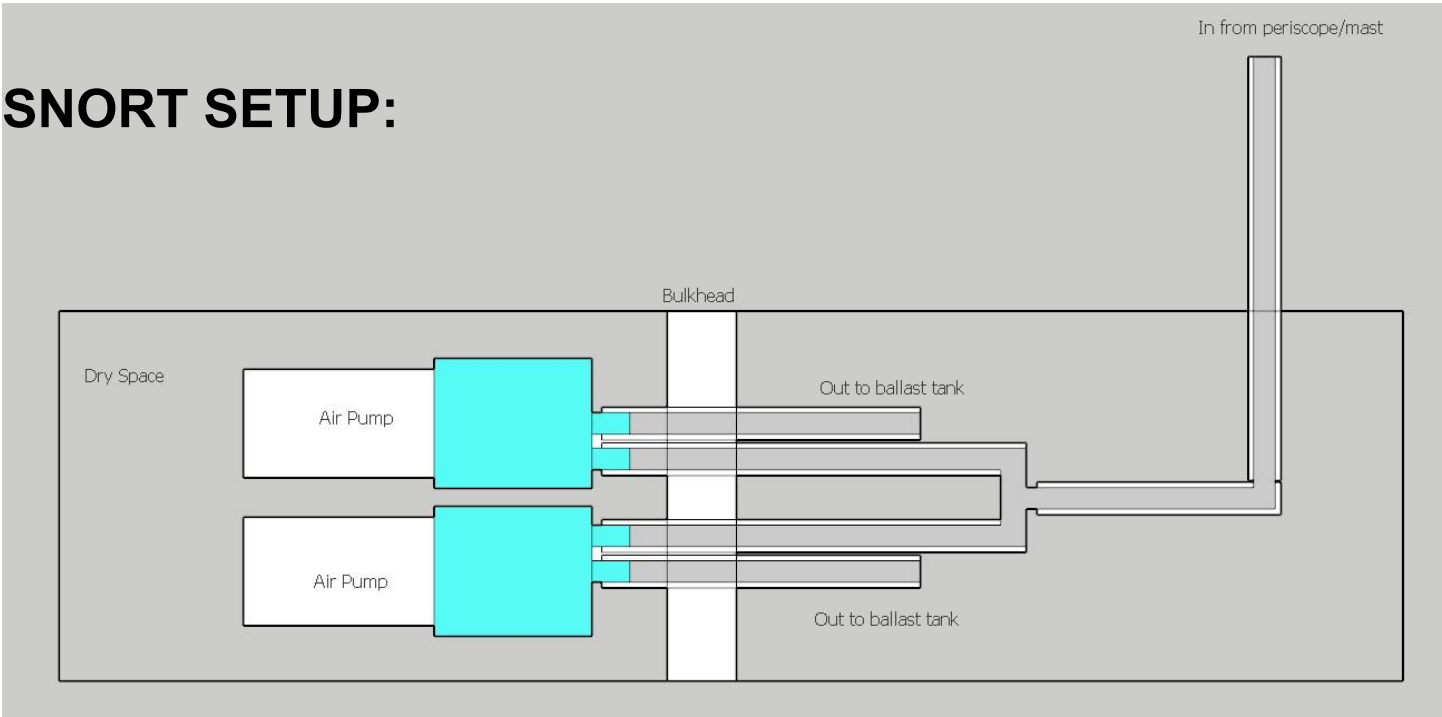 In from periscope/mast
SNORT SETUP:
Bulkhead
Dry Space
Out to ballast tank
Air Pump
Air Pump
Out to ballast tank